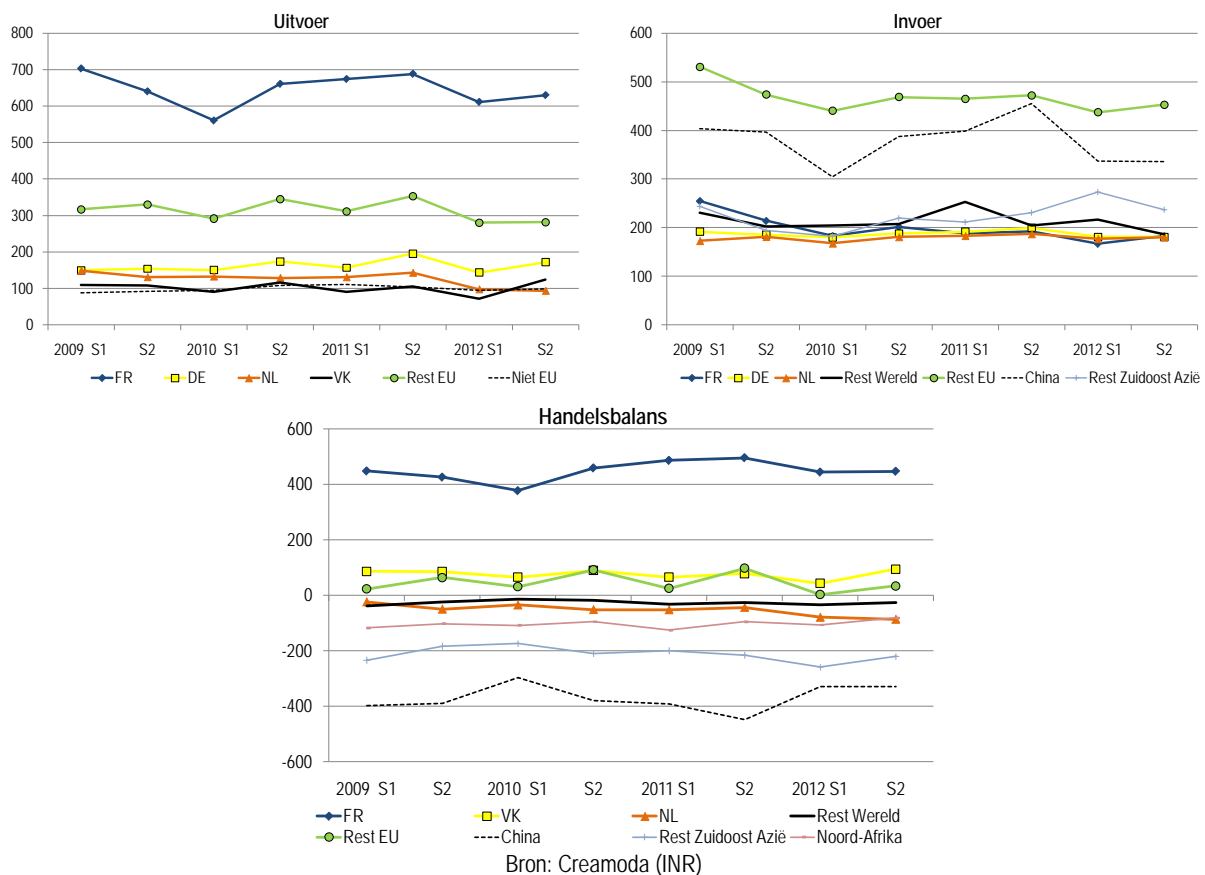 Uitvoer
800
700
600
500
400
300
200
100
0
2009 S1 S2 2010 S1 S2 2011 S1 S2 2012 S1 S2
FR DE NL VK Rest EU Niet EU
Invoer
600
500
400
300
200
100
0
2009 S1 S2 2010 S1 S2 2011 S1 S2 2012 S1 S2
FR DE NL Rest Wereld Rest EU China Rest Zuidoost Azië
Handelsbalans
600
400
200
0
-200
-400
-600
2009 S1 S2 2010 S1 S2 2011 S1 S2 2012 S1 S2
FR VK NL Rest Wereld
Rest EU China Rest Zuidoost Azië Noord-Afrika
Bron: Creamoda (INR)